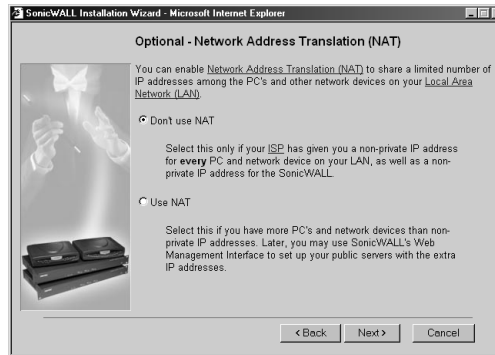 SonicWALL Installation Wizard - Microsoft Internet Explorer
Optional - Network Address Translation (NAT)
You can enable Network Address Translation (NAT) to share a limited number of
IP addresses among the PC's and other network devices on your Local Area
Network (LAN).
Don't use NAT
Select this only if your ISP has given you a non-private IP address
for every PC and network device on your LAN, as well as a non-
private IP address for the SonicWALL.
Use NAT
Select this if you have more PC's and network devices than non-
private IP addresses. Later, you may use SonicWALL's Web
Management Interface to set up your public servers with the extra
IP addresses.
<Back Next> Cancel